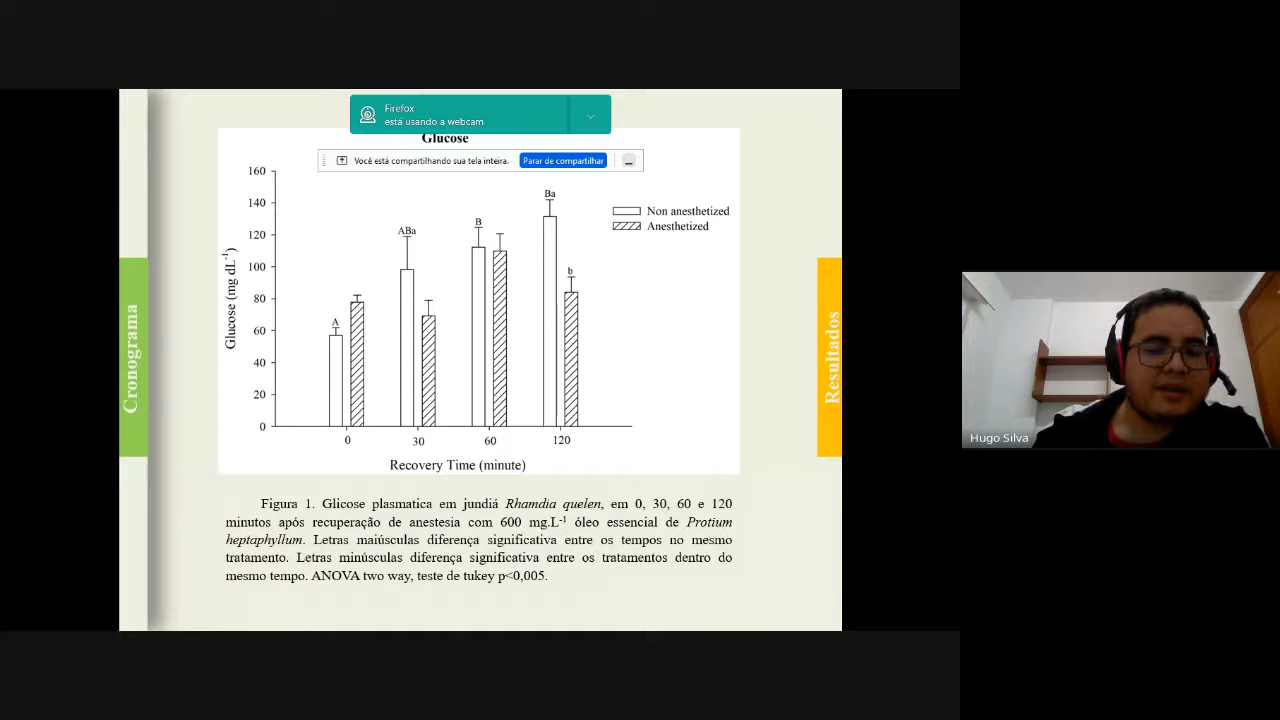 Firefox
está usando a webcam
Glucose
Você está compartilhando sua tela inteira. Parar de compartilhar
160
140
120
100
80
60
40
20
0
Glucose (mg dL⁻¹)
A
ABa
B
Ba
b
Non anesthetized
Anesthetized
0 30 60 120
Recovery Time (minute)
Cronograma
Resultados
Figura 1. Glicose plasmatica em jundiá Rhamdia quelen, em 0, 30, 60 e 120
minutos após recuperação de anestesia com 600 mg.L⁻¹ óleo essencial de Protium
heptaphyllum. Letras maiúsculas diferença significativa entre os tempos no mesmo
tratamento. Letras minúsculas diferença significativa entre os tratamentos dentro do
mesmo tempo. ANOVA two way, teste de tukey p<0,005.
Hugo Silva